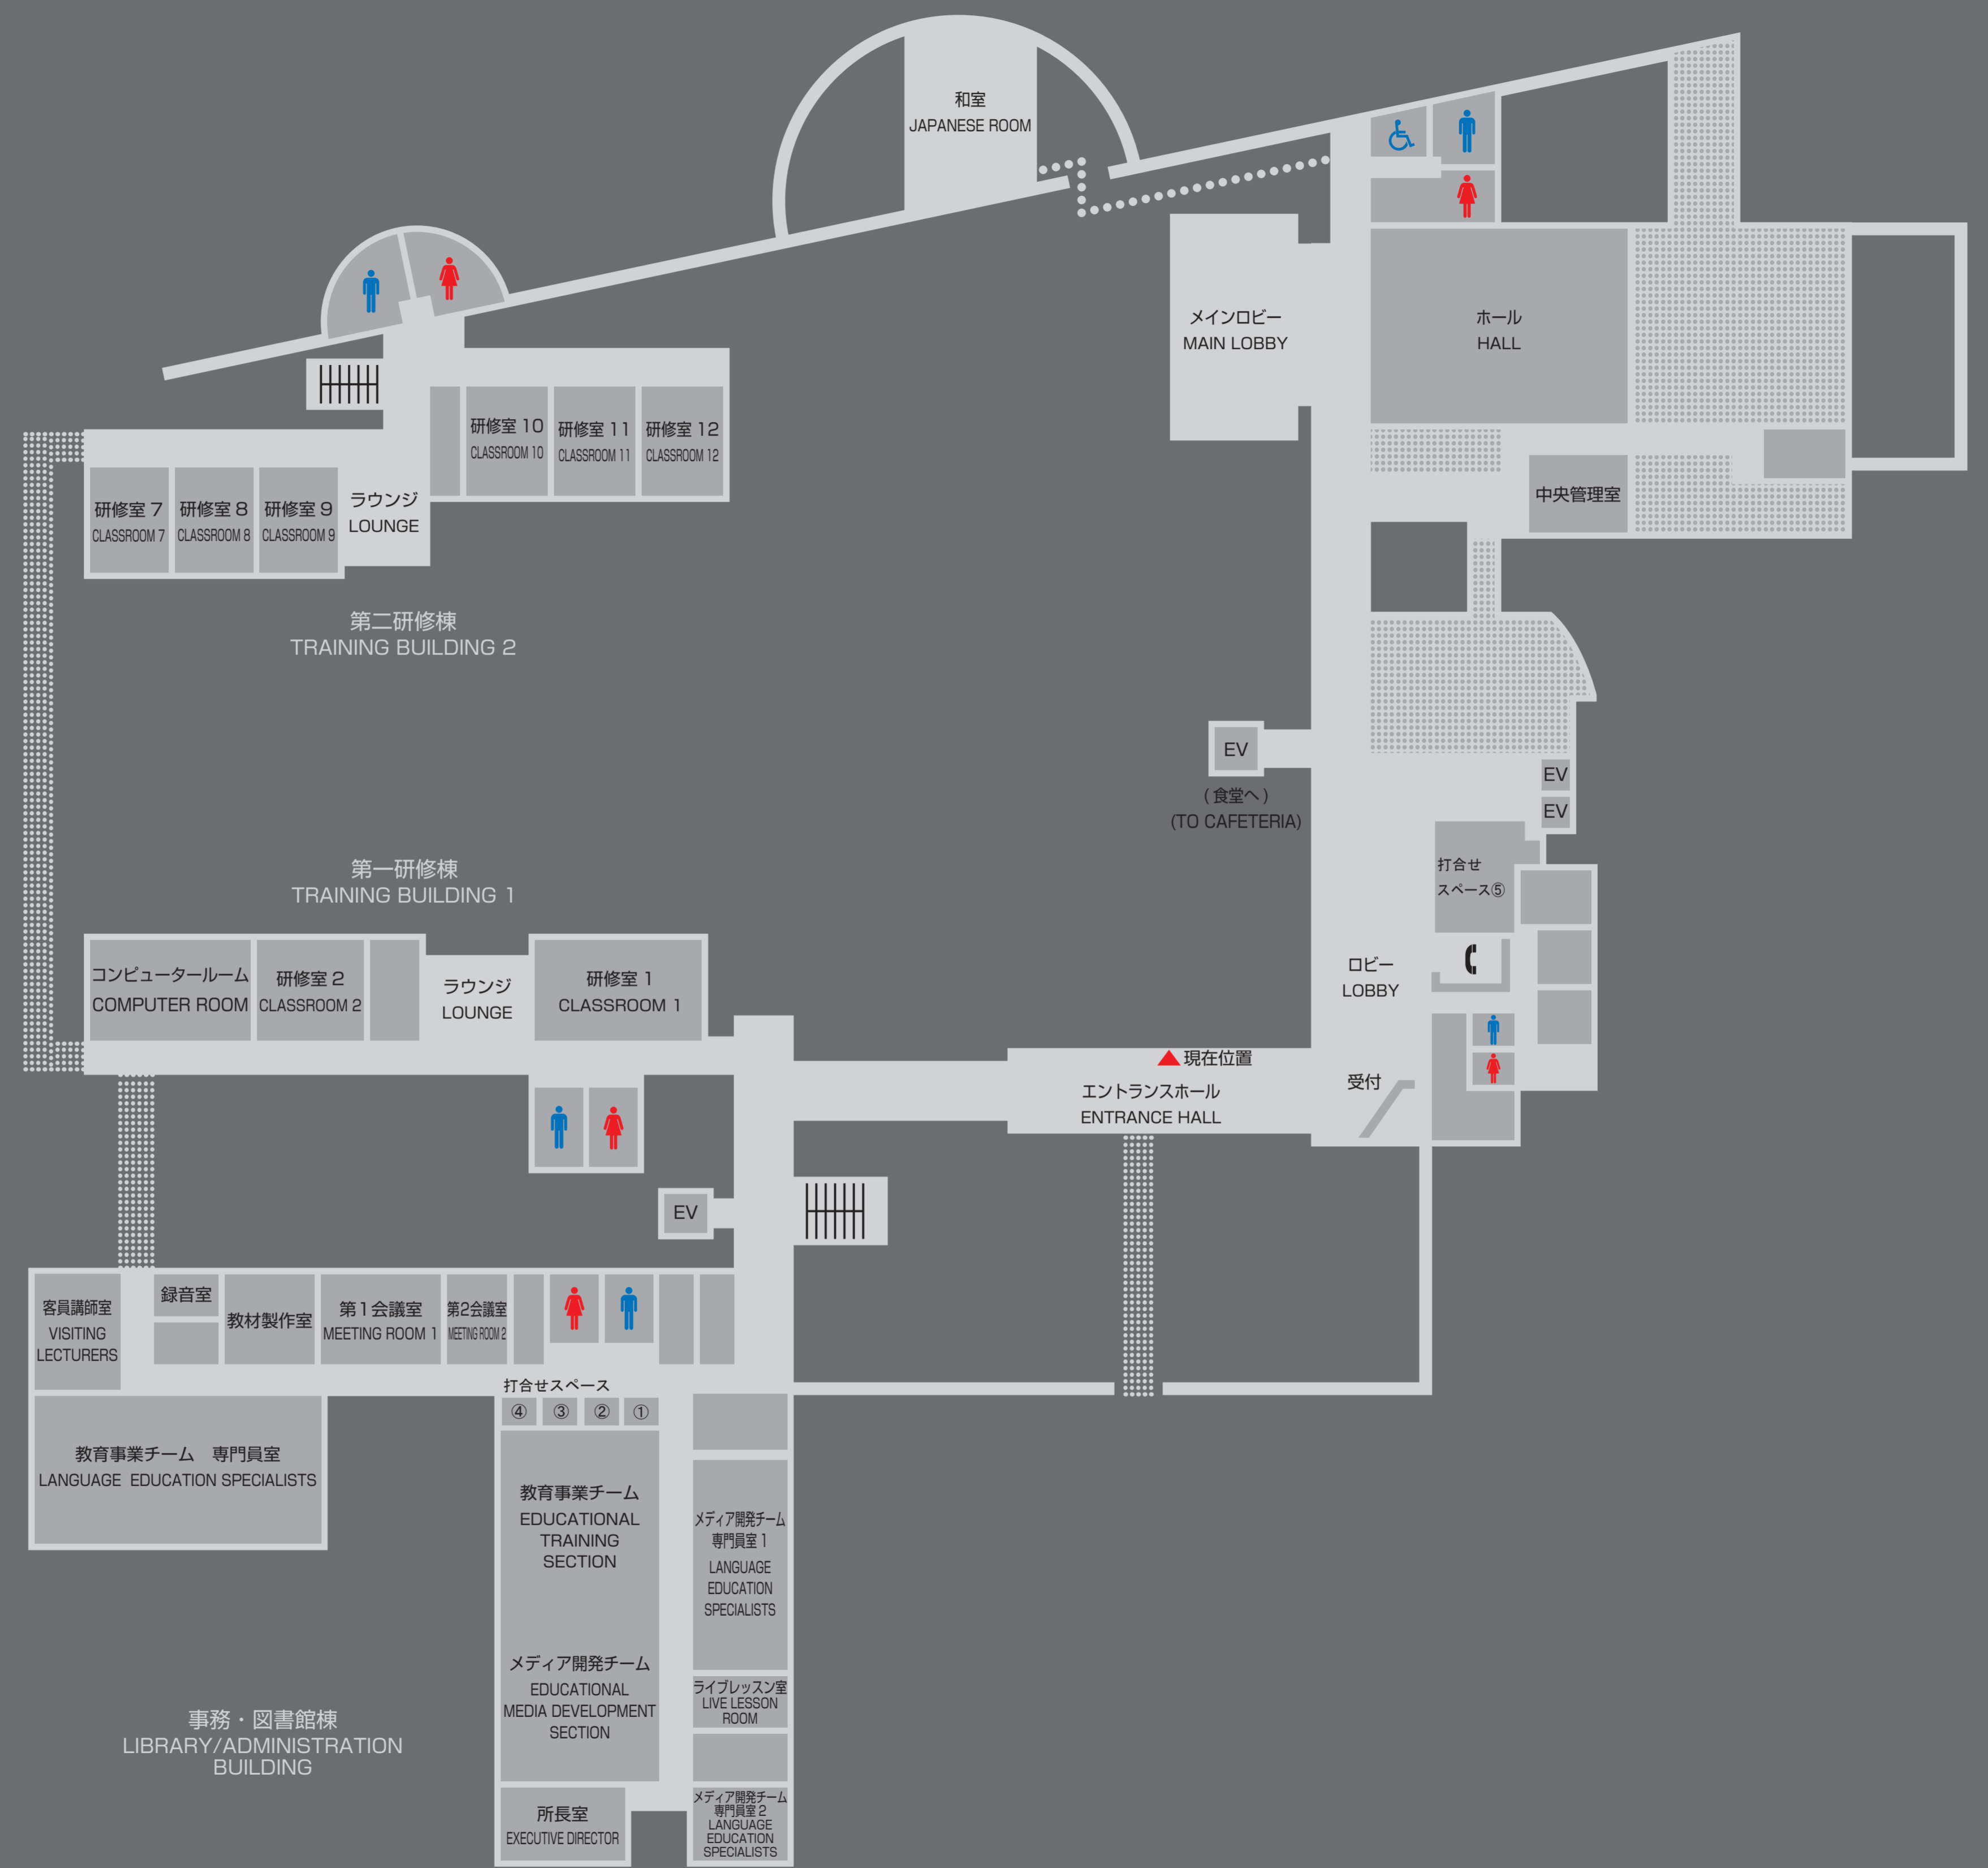 和室
JAPANESE ROOM
メインロビー
MAIN LOBBY
ホール
HALL
中央管理室
研修室 10
CLASSROOM 10
研修室 11
CLASSROOM 11
研修室 12
CLASSROOM 12
研修室 7
CLASSROOM 7
研修室 8
CLASSROOM 8
研修室 9
CLASSROOM 9
ラウンジ
LOUNGE
第二研修棟
TRAINING BUILDING 2
EV
(食堂へ)
(TO CAFETERIA)
EV
EV
打合せ
スペース⑤
第一研修棟
TRAINING BUILDING 1
コンピュータールーム
COMPUTER ROOM
研修室 2
CLASSROOM 2
ラウンジ
LOUNGE
研修室 1
CLASSROOM 1
ロビー
LOBBY
現在位置
エントランスホール
ENTRANCE HALL
受付
EV
客員講師室
VISITING
LECTURERS
録音室
教材製作室
第1会議室
MEETING ROOM 1
第2会議室
MEETING ROOM 2
打合せスペース
④ ③ ② ①
教育事業チーム 専門員室
LANGUAGE EDUCATION SPECIALISTS
教育事業チーム
EDUCATIONAL
TRAINING
SECTION
メディア開発チーム
専門員室 1
LANGUAGE
EDUCATION
SPECIALISTS
メディア開発チーム
EDUCATIONAL
MEDIA DEVELOPMENT
SECTION
ライブレッスン室
LIVE LESSON
ROOM
事務・図書館棟
LIBRARY/ADMINISTRATION
BUILDING
所長室
EXECUTIVE DIRECTOR
メディア開発チーム
専門員室 2
LANGUAGE
EDUCATION
SPECIALISTS